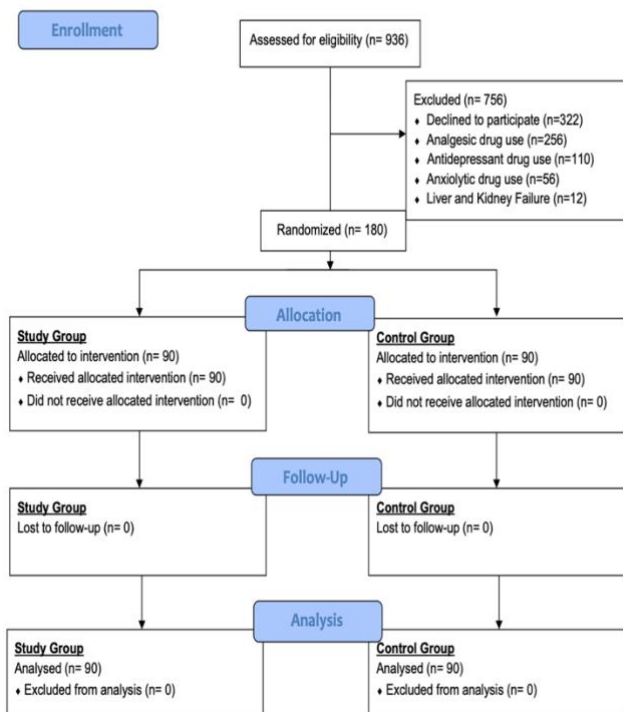 Enrollment
Assessed for eligibility (n= 936)
Excluded (n= 756)
♦ Declined to participate (n=322)
♦ Analgesic drug use (n=256)
♦ Antidepressant drug use (n=110)
♦ Anxiolytic drug use (n=56)
♦ Liver and Kidney Failure (n=12)
Randomized (n= 180)
Allocation
Study Group
Allocated to intervention (n= 90)
♦ Received allocated intervention (n= 90)
♦ Did not receive allocated intervention (n= 0)
Control Group
Allocated to intervention (n= 90)
♦ Received allocated intervention (n= 90)
♦ Did not receive allocated intervention (n= 0)
Follow-Up
Study Group
Lost to follow-up (n= 0)
Control Group
Lost to follow-up (n= 0)
Analysis
Study Group
Analysed (n= 90)
♦ Excluded from analysis (n= 0)
Control Group
Analysed (n= 90)
♦ Excluded from analysis (n= 0)